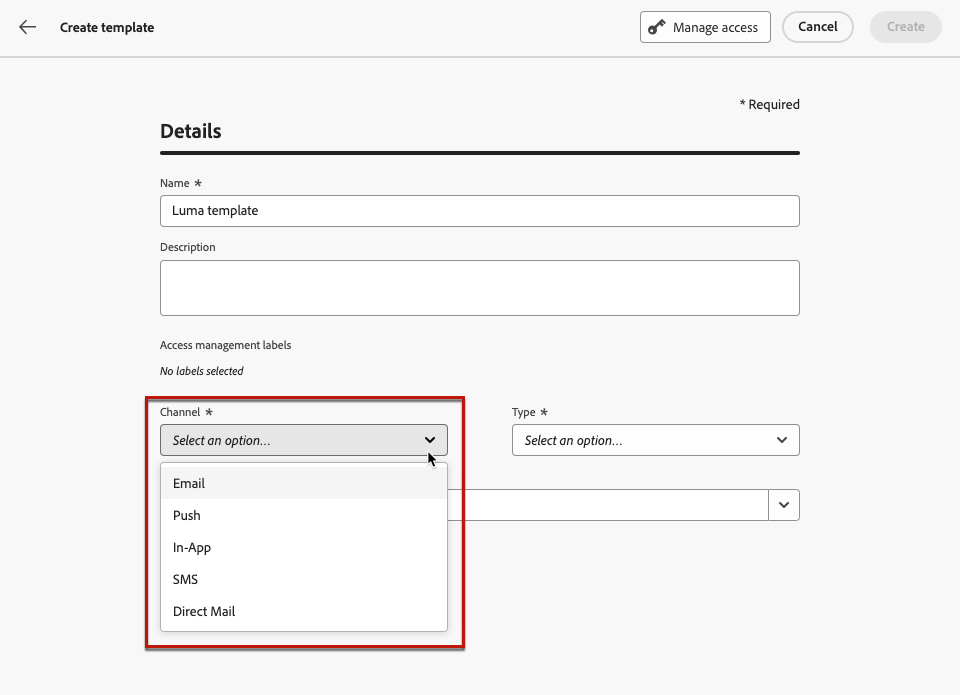 Create template
Manage access
Cancel
Create
* Required
Details
Name *
Luma template
Description
Access management labels
No labels selected
Channel *
Type *
Select an option...
Select an option...
Email
Push
In-App
SMS
Direct Mail